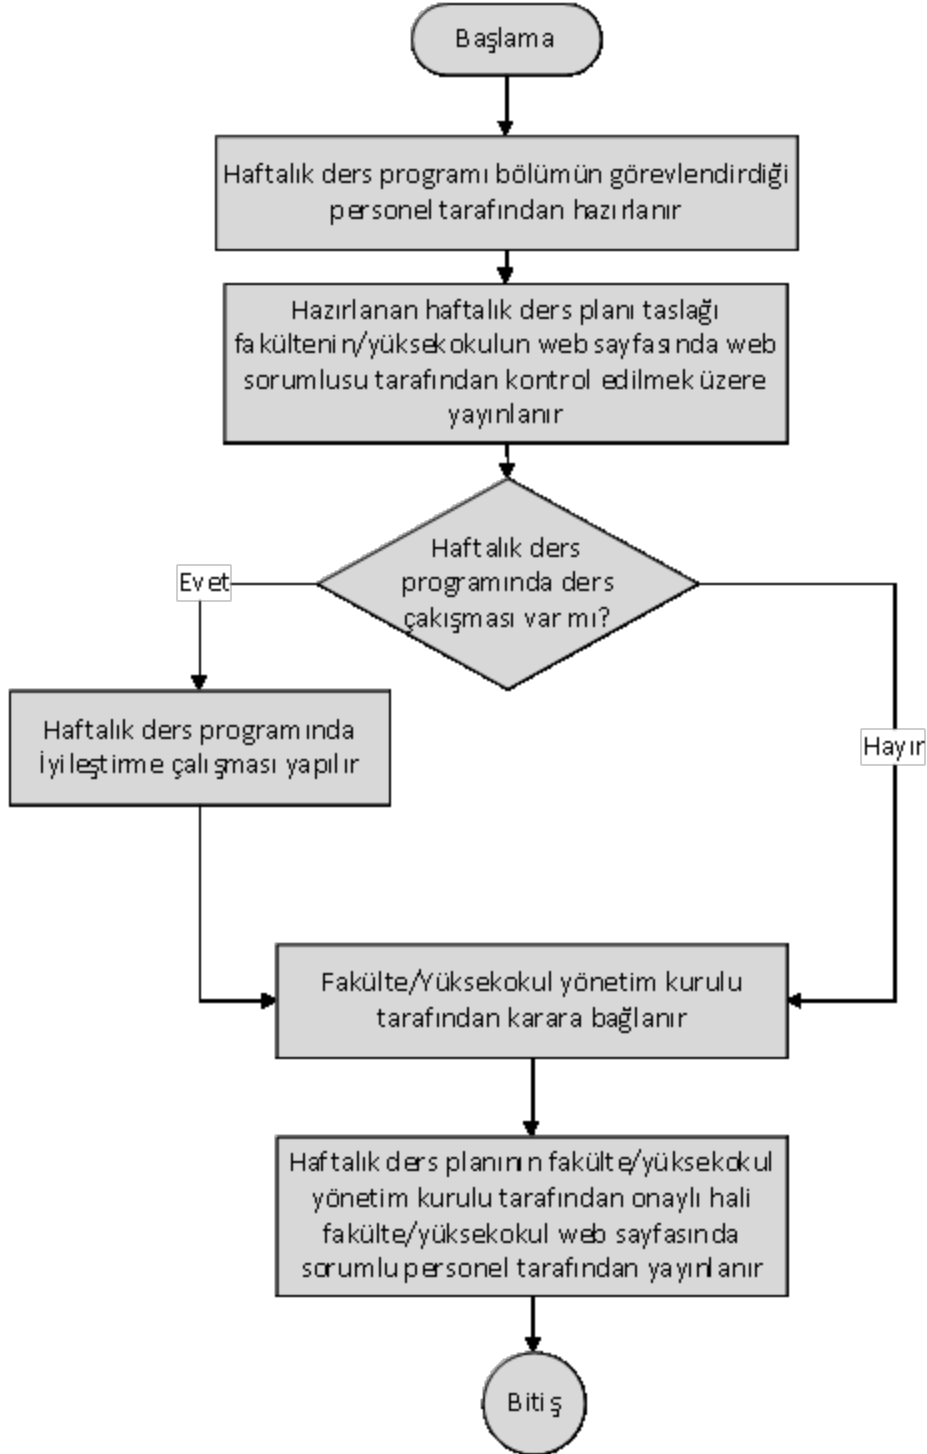 Başlama
Haftalık ders programı bölümün görevlendirdiği
personel tarafından hazırlanır
Hazırlanan haftalık ders planı taslağı
fakültenin/yüksekokulun web sayfasında web
sorumlusu tarafından kontrol edilmek üzere
yayınlanır
Haftalık ders
programında ders
çakışması var mı?
Evet
Haftalık ders programında
İyileştirme çalışması yapılır
Hayır
Fakülte/Yüksekokul yönetim kurulu
tarafından karara bağlanır
Haftalık ders planının fakülte/yüksekokul
yönetim kurulu tarafından onaylı hali
fakülte/yüksekokul web sayfasında
sorumlu personel tarafından yayınlanır
Bitiş